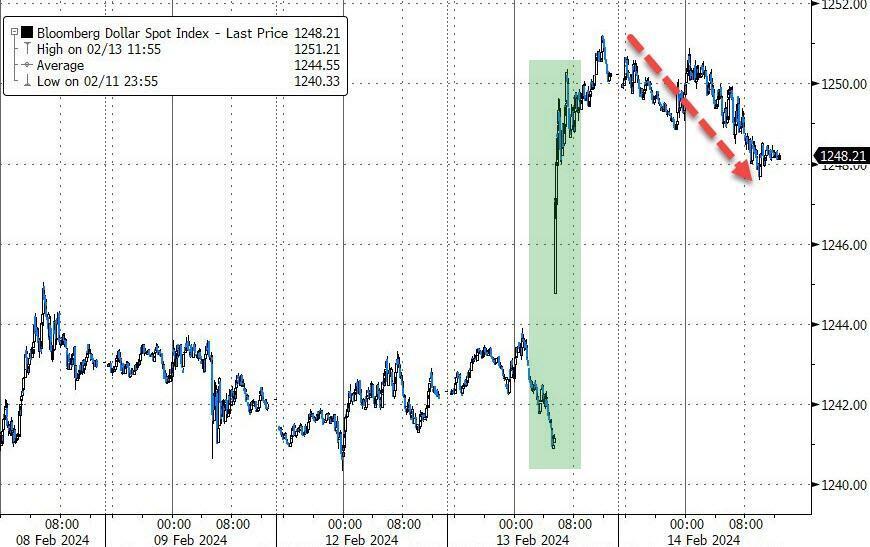 Bloomberg Dollar Spot Index - Last Price 1248.21
High on 02/13 11:55 1251.21
Average 1244.55
Low on 02/11 23:55 1240.33
1252.00
1250.00
1248.21
1248.00
1246.00
1244.00
1242.00
1240.00
08:00 00:00 08:00 00:00 08:00 00:00 08:00 00:00 08:00
08 Feb 2024 09 Feb 2024 12 Feb 2024 13 Feb 2024 14 Feb 2024